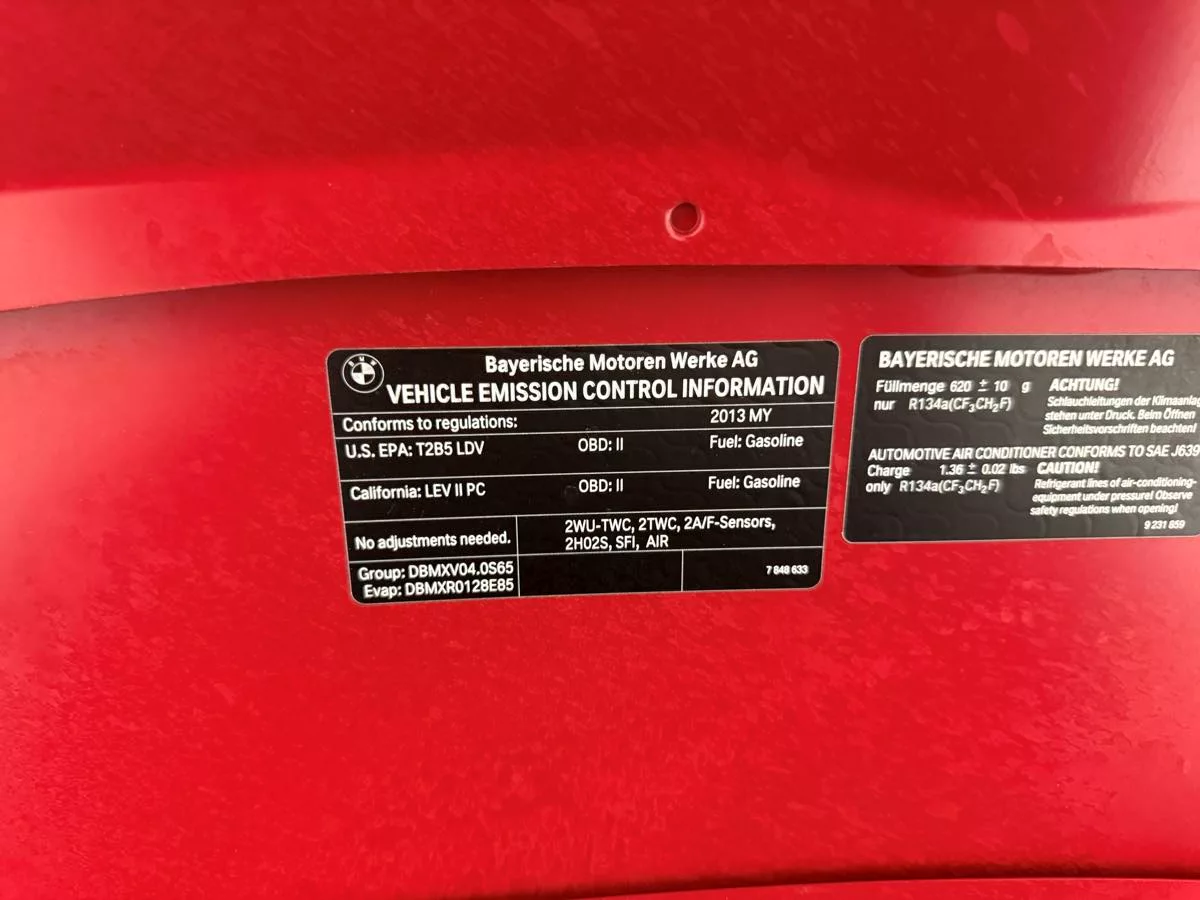 BMW
Bayerische Motoren Werke AG
VEHICLE EMISSION CONTROL INFORMATION
Conforms to regulations: 2013 MY
U.S. EPA: T2B5 LDV OBD: II Fuel: Gasoline
California: LEV II PC OBD: II Fuel: Gasoline
No adjustments needed.
2WU-TWC, 2TWC, 2A/F-Sensors,
2HO2S, SFI, AIR
Group: DBMXV04.0S65
Evap: DBMXR0128E85
7 848 633
BAYERISCHE MOTOREN WERKE AG
Füllmenge 620 ± 10 g
nur R134a(CF₃CH₂F)
ACHTUNG!
Schlauchleitungen der Klimaanlag
stehen unter Druck. Beim Öffnen
Sicherheitsvorschriften beachten!
AUTOMOTIVE AIR CONDITIONER CONFORMS TO SAE J639
Charge 1.36 ± 0.02 lbs
only R134a(CF₃CH₂F)
CAUTION!
Refrigerant lines of air-conditioning-
equipment under pressure! Observe
safety regulations when opening!
9 231 859